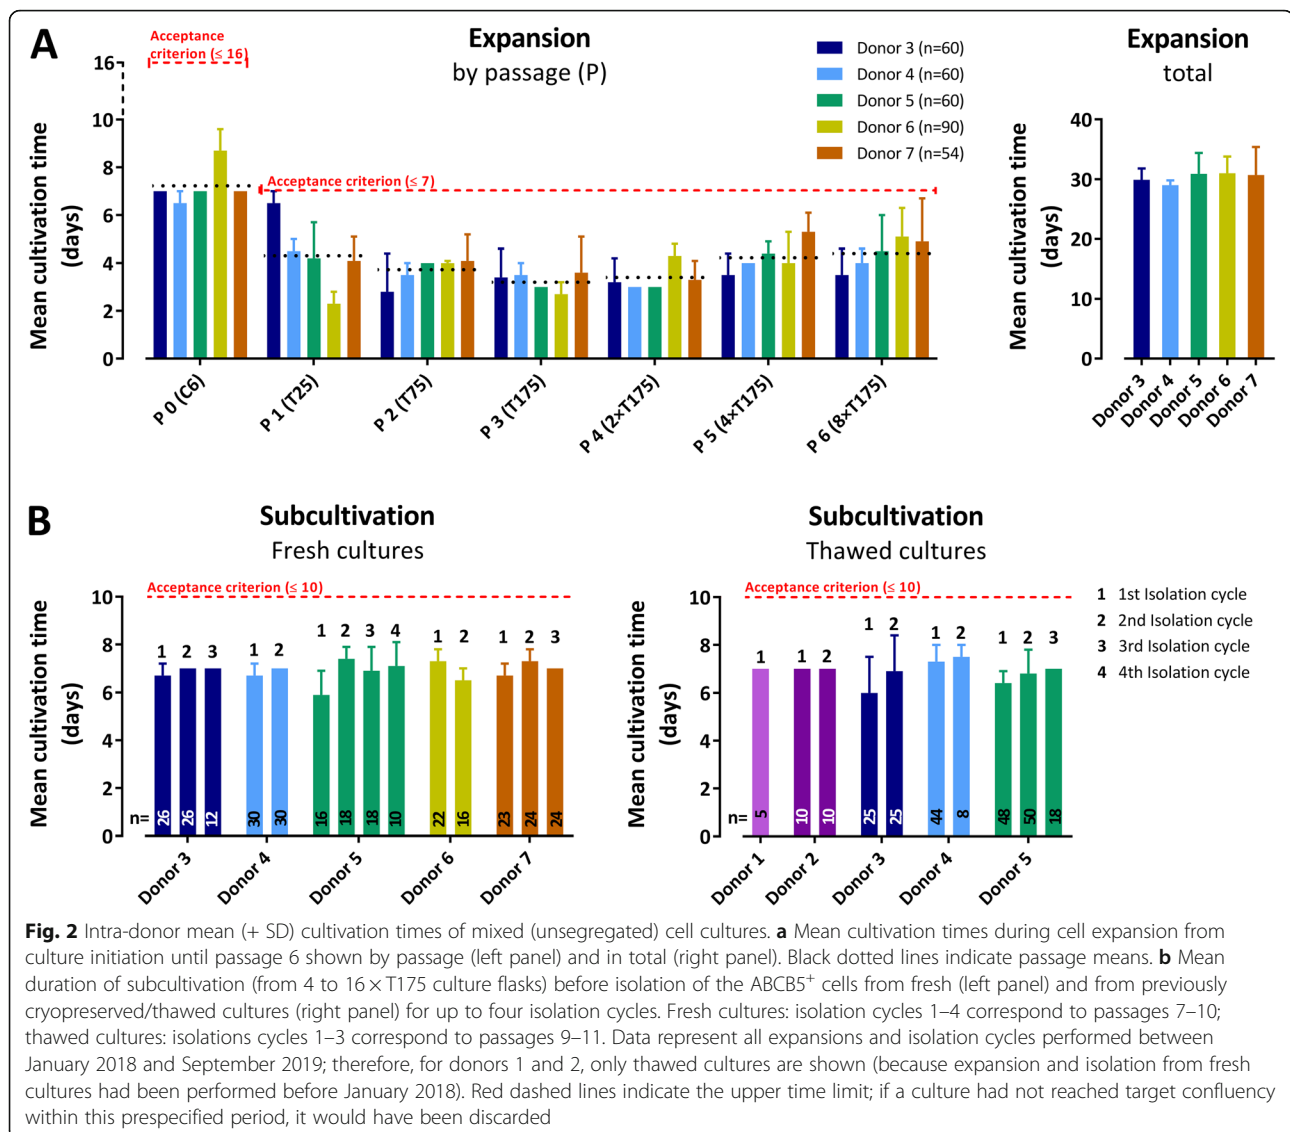 A
Acceptance
criterion (≤ 16)
Expansion
by passage (P)
Donor 3 (n=60)
Donor 4 (n=60)
Donor 5 (n=60)
Donor 6 (n=90)
Donor 7 (n=54)
Acceptance criterion (≤ 7)
Mean cultivation time
(days)
16
10
8
6
4
2
0
P 0 (C6)
P 1 (T25)
P 2 (T75)
P 3 (T175)
P 4 (2×T175)
P 5 (4×T175)
P 6 (8×T175)
Expansion
total
Mean cultivation time
(days)
40
30
20
10
0
Donor 3
Donor 4
Donor 5
Donor 6
Donor 7
B
Subcultivation
Fresh cultures
Acceptance criterion (≤ 10)
Mean cultivation time
(days)
10
8
6
4
2
0
1 2 3 1 2 1 2 3 4 1 2 1 2 3
n= 26 26 12 30 30 16 18 18 10 22 16 23 24 24
Donor 3
Donor 4
Donor 5
Donor 6
Donor 7
Subcultivation
Thawed cultures
Acceptance criterion (≤ 10)
Mean cultivation time
(days)
10
8
6
4
2
0
1 1 2 1 2 1 2 1 2 3
n= 5 10 10 25 25 44 8 48 50 18
Donor 1
Donor 2
Donor 3
Donor 4
Donor 5
1 1st Isolation cycle
2 2nd Isolation cycle
3 3rd Isolation cycle
4 4th Isolation cycle
Fig. 2 Intra-donor mean (+ SD) cultivation times of mixed (unsegregated) cell cultures. a Mean cultivation times during cell expansion from
culture initiation until passage 6 shown by passage (left panel) and in total (right panel). Black dotted lines indicate passage means. b Mean
duration of subcultivation (from 4 to 16 × T175 culture flasks) before isolation of the ABCB5⁺ cells from fresh (left panel) and from previously
cryopreserved/thawed cultures (right panel) for up to four isolation cycles. Fresh cultures: isolation cycles 1–4 correspond to passages 7–10;
thawed cultures: isolations cycles 1–3 correspond to passages 9–11. Data represent all expansions and isolation cycles performed between
January 2018 and September 2019; therefore, for donors 1 and 2, only thawed cultures are shown (because expansion and isolation from fresh
cultures had been performed before January 2018). Red dashed lines indicate the upper time limit; if a culture had not reached target confluency
within this prespecified period, it would have been discarded